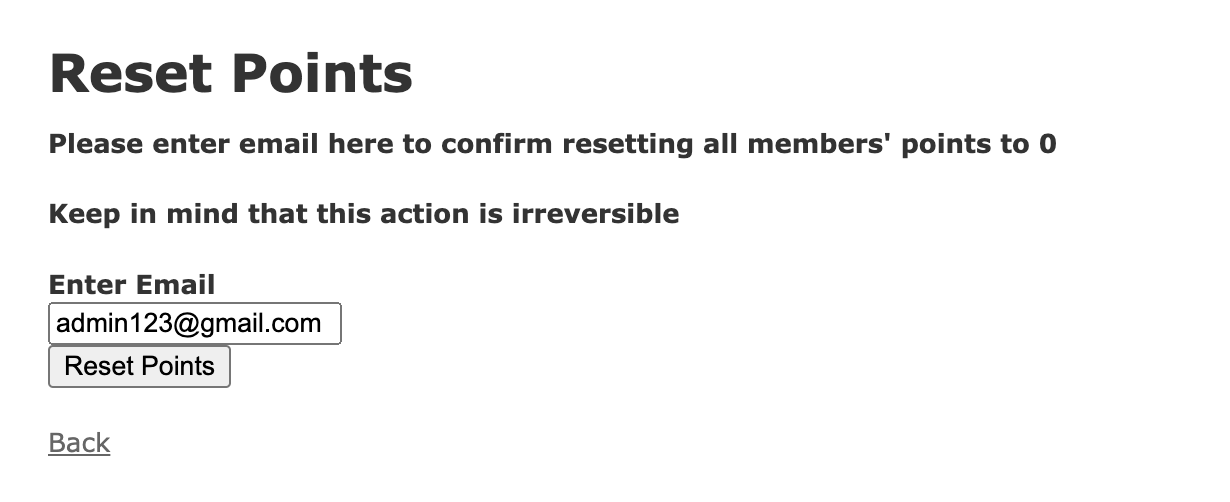 Reset Points
Please enter email here to confirm resetting all members' points to 0
Keep in mind that this action is irreversible
Enter Email
admin123@gmail.com
Reset Points
Back